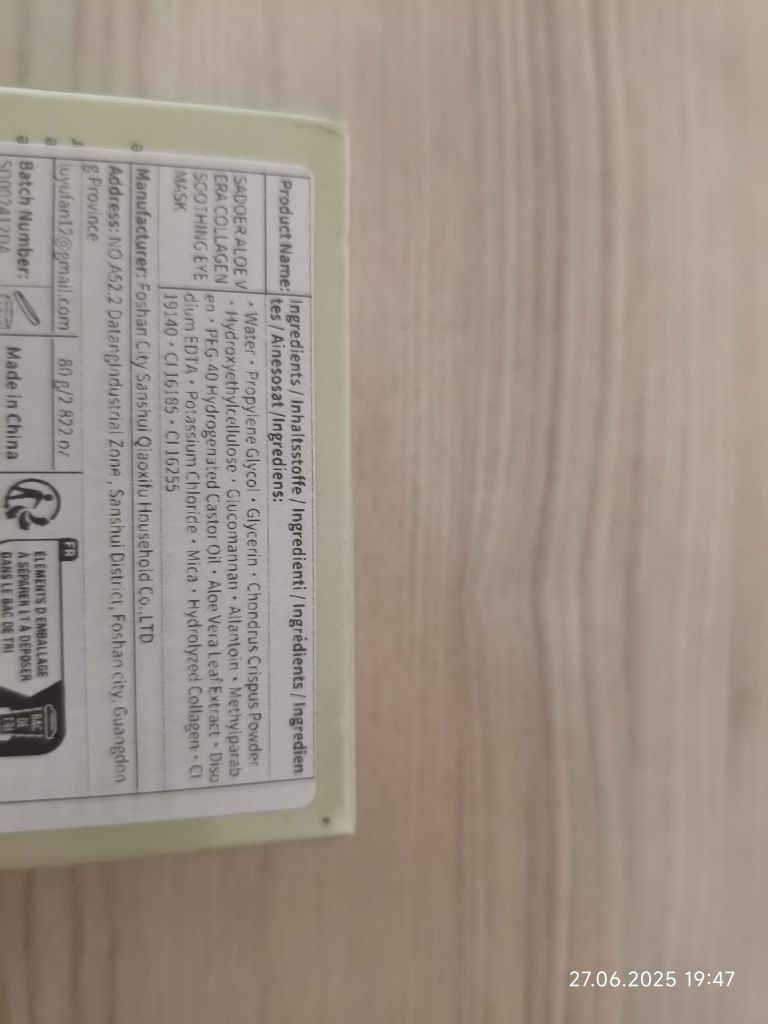 Product Name:
SADOER ALOE V
ERA COLLAGEN
SOOTHING EYE
MASK
Ingredients / Inhaltsstoffe / Ingredienti / Ingrédients / Ingredien
tes / Ainesosat /Ingrediens:
• Water • Propylene Glycol • Glycerin • Chondrus Crispus Powder
• Hydroxyethylcellulose • Glucomannan • Allantoin • Methylparab
en • PEG-40 Hydrogenated Castor Oil • Aloe Vera Leaf Extract • Diso
dium EDTA • Potassium Chloride • Mica • Hydrolyzed Collagen • CI
19140 • CI 16185 • CI 16255
Manufacturer: Foshan City Sanshui Qiaoxifu Household Co.,LTD
Address: NO.A52.2 DatangIndustrial Zone , Sanshui District, Foshan city, Guangdon
g Province
luyufan12@gmail.com
80 g/2.822 oz
Batch Number:
Made in China
FR
ÉLÉMENTS D'EMBALLAGE
À SÉPARER ET À DÉPOSER
DANS LE BAC DE TRI
BAC
DE
TRI
27.06.2025 19:47